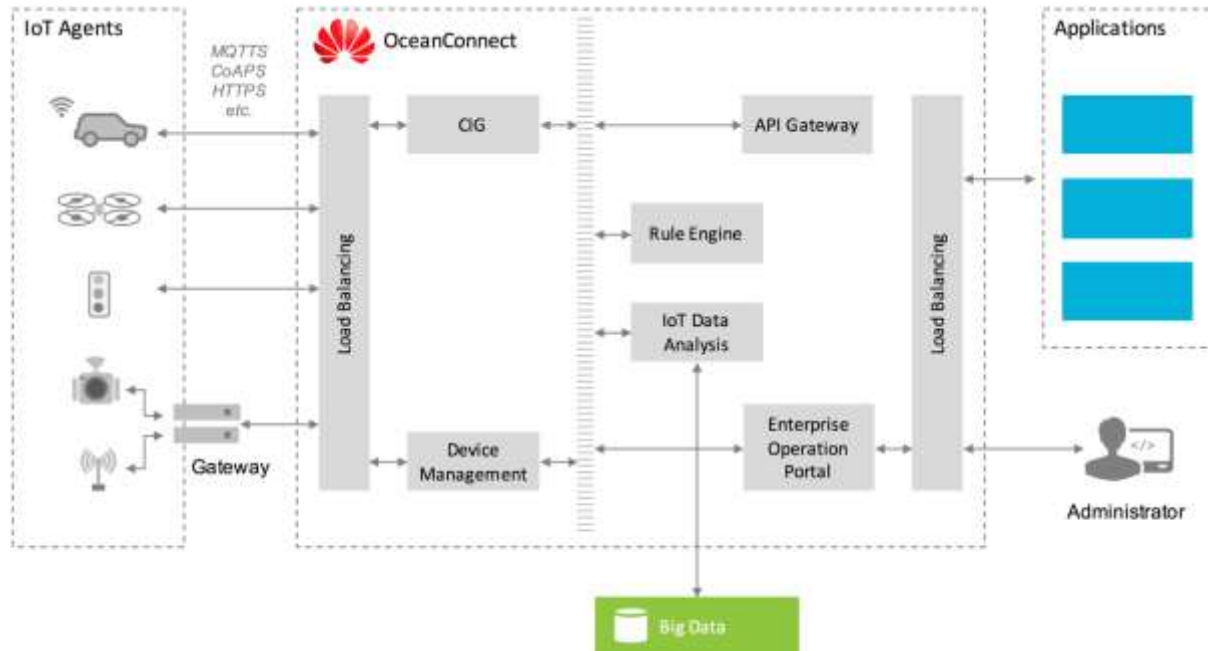 IoT Agents
MQTTS
CoAPS
HTTPS
etc.
Gateway
OceanConnect
Load Balancing
CIG
Device
Management
API Gateway
Rule Engine
IoT Data
Analysis
Enterprise
Operation
Portal
Load Balancing
Applications
</>
Administrator
Big Data